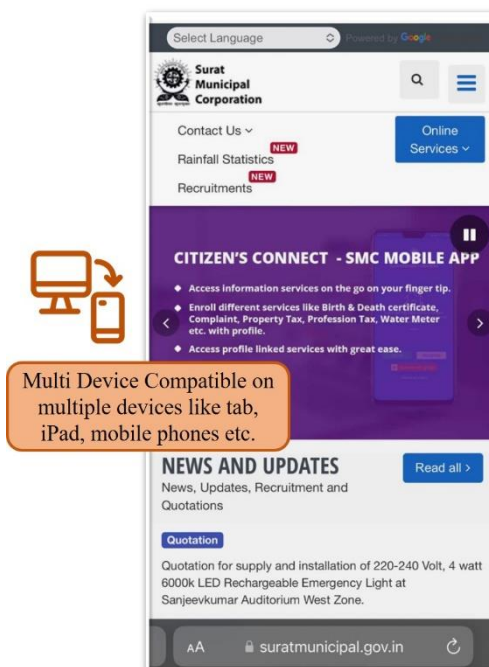 Select Language
Powered by Google
Surat
Municipal
Corporation
Contact Us
Online
Services
Rainfall Statistics NEW
Recruitments NEW
CITIZEN'S CONNECT - SMC MOBILE APP
Access information services on the go on your finger tip.
Enroll different services like Birth & Death certificate,
Complaint, Property Tax, Profession Tax, Water Meter
etc. with profile.
Access profile linked services with great ease.
Multi Device Compatible on
multiple devices like tab,
iPad, mobile phones etc.
NEWS AND UPDATES
Read all >
News, Updates, Recruitment and
Quotations
Quotation
Quotation for supply and installation of 220-240 Volt, 4 watt
6000k LED Rechargeable Emergency Light at
Sanjeevkumar Auditorium West Zone.
AA suratmunicipal.gov.in